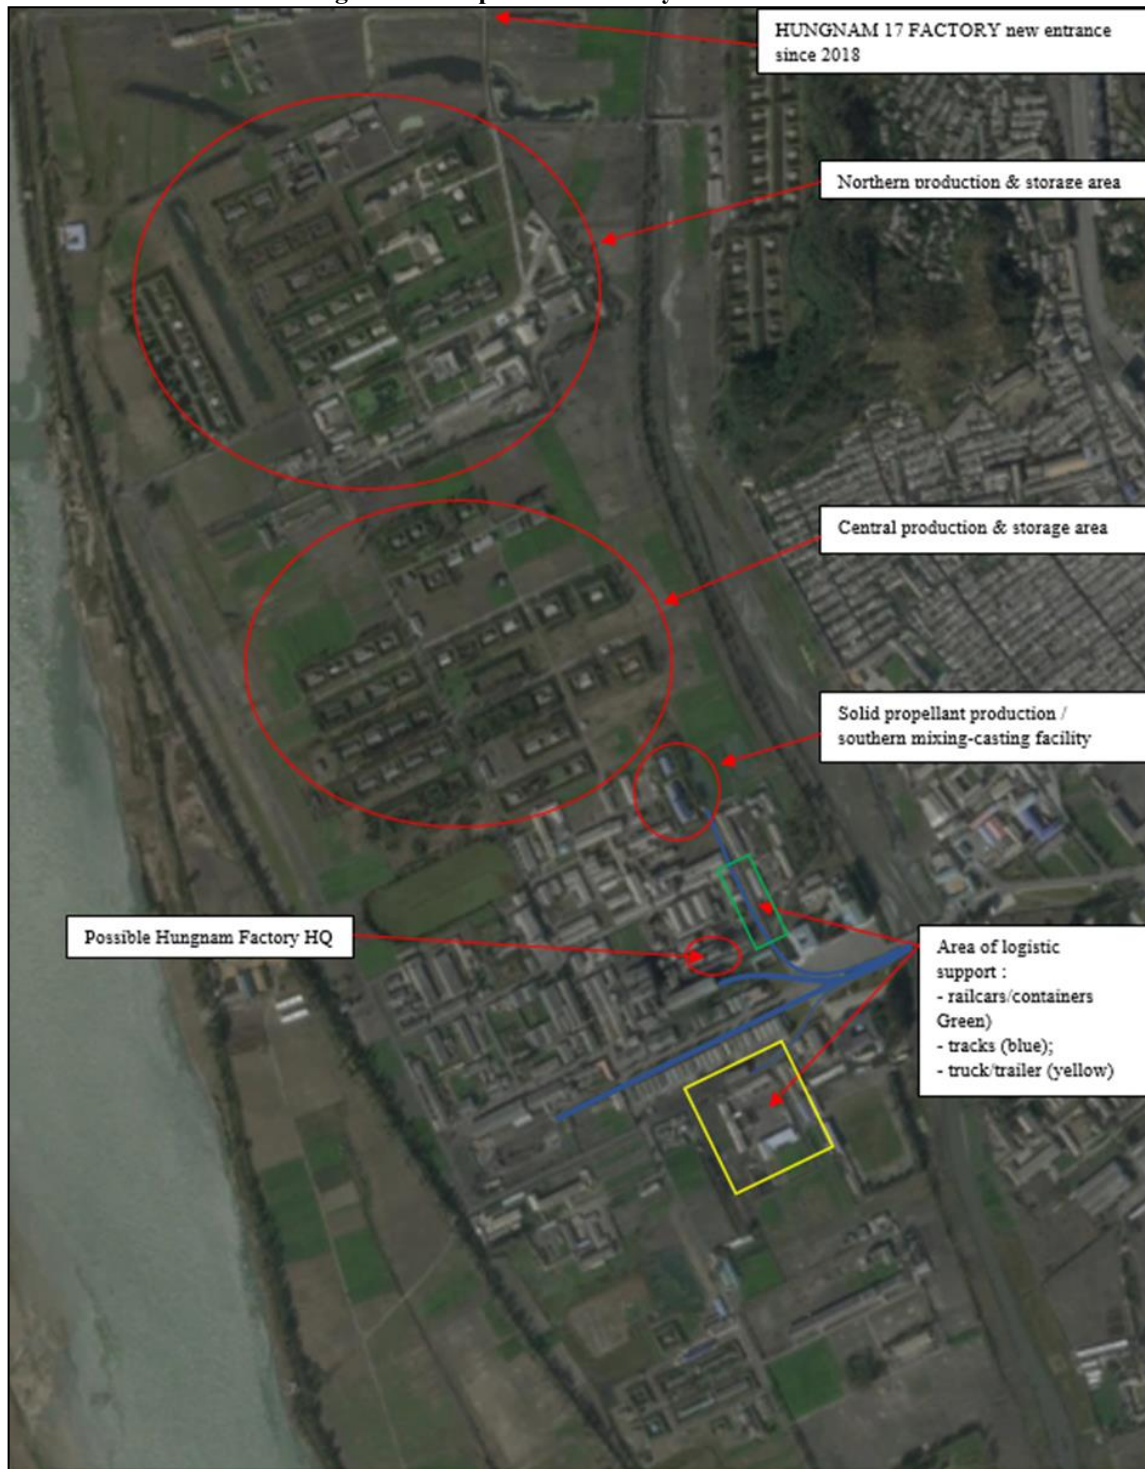 HUNGNAM 17 FACTORY new entrance
since 2018
Northern production & storage area
Central production & storage area
Solid propellant production /
southern mixing-casting facility
Possible Hungnam Factory HQ
Area of logistic
support :
- railcars/containers
Green)
- tracks (blue);
- truck/trailer (yellow)